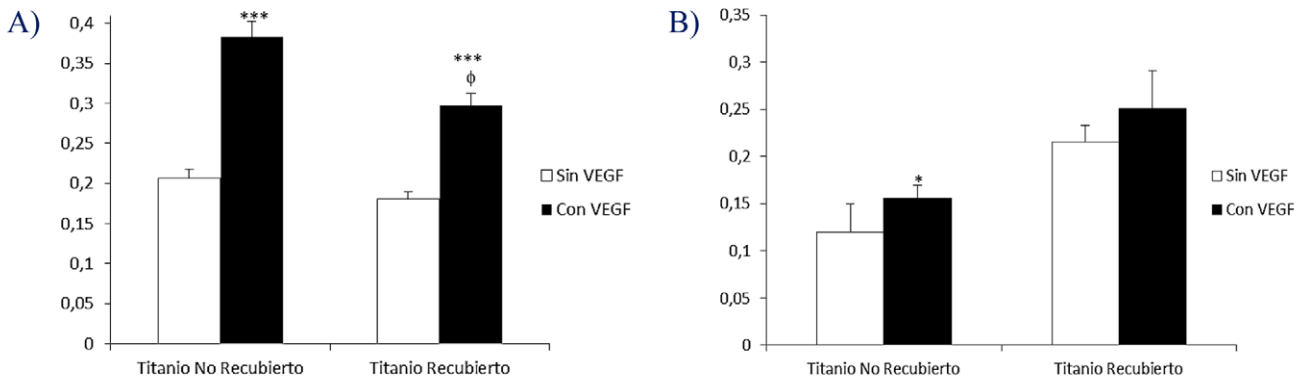 A)
0,4
0,35
0,3
0,25
0,2
0,15
0,1
0,05
0
***
***
ϕ
Titanio No Recubierto
Titanio Recubierto
Sin VEGF
Con VEGF
B)
0,35
0,3
0,25
0,2
0,15
0,1
0,05
0
*
Titanio No Recubierto
Titanio Recubierto
Sin VEGF
Con VEGF